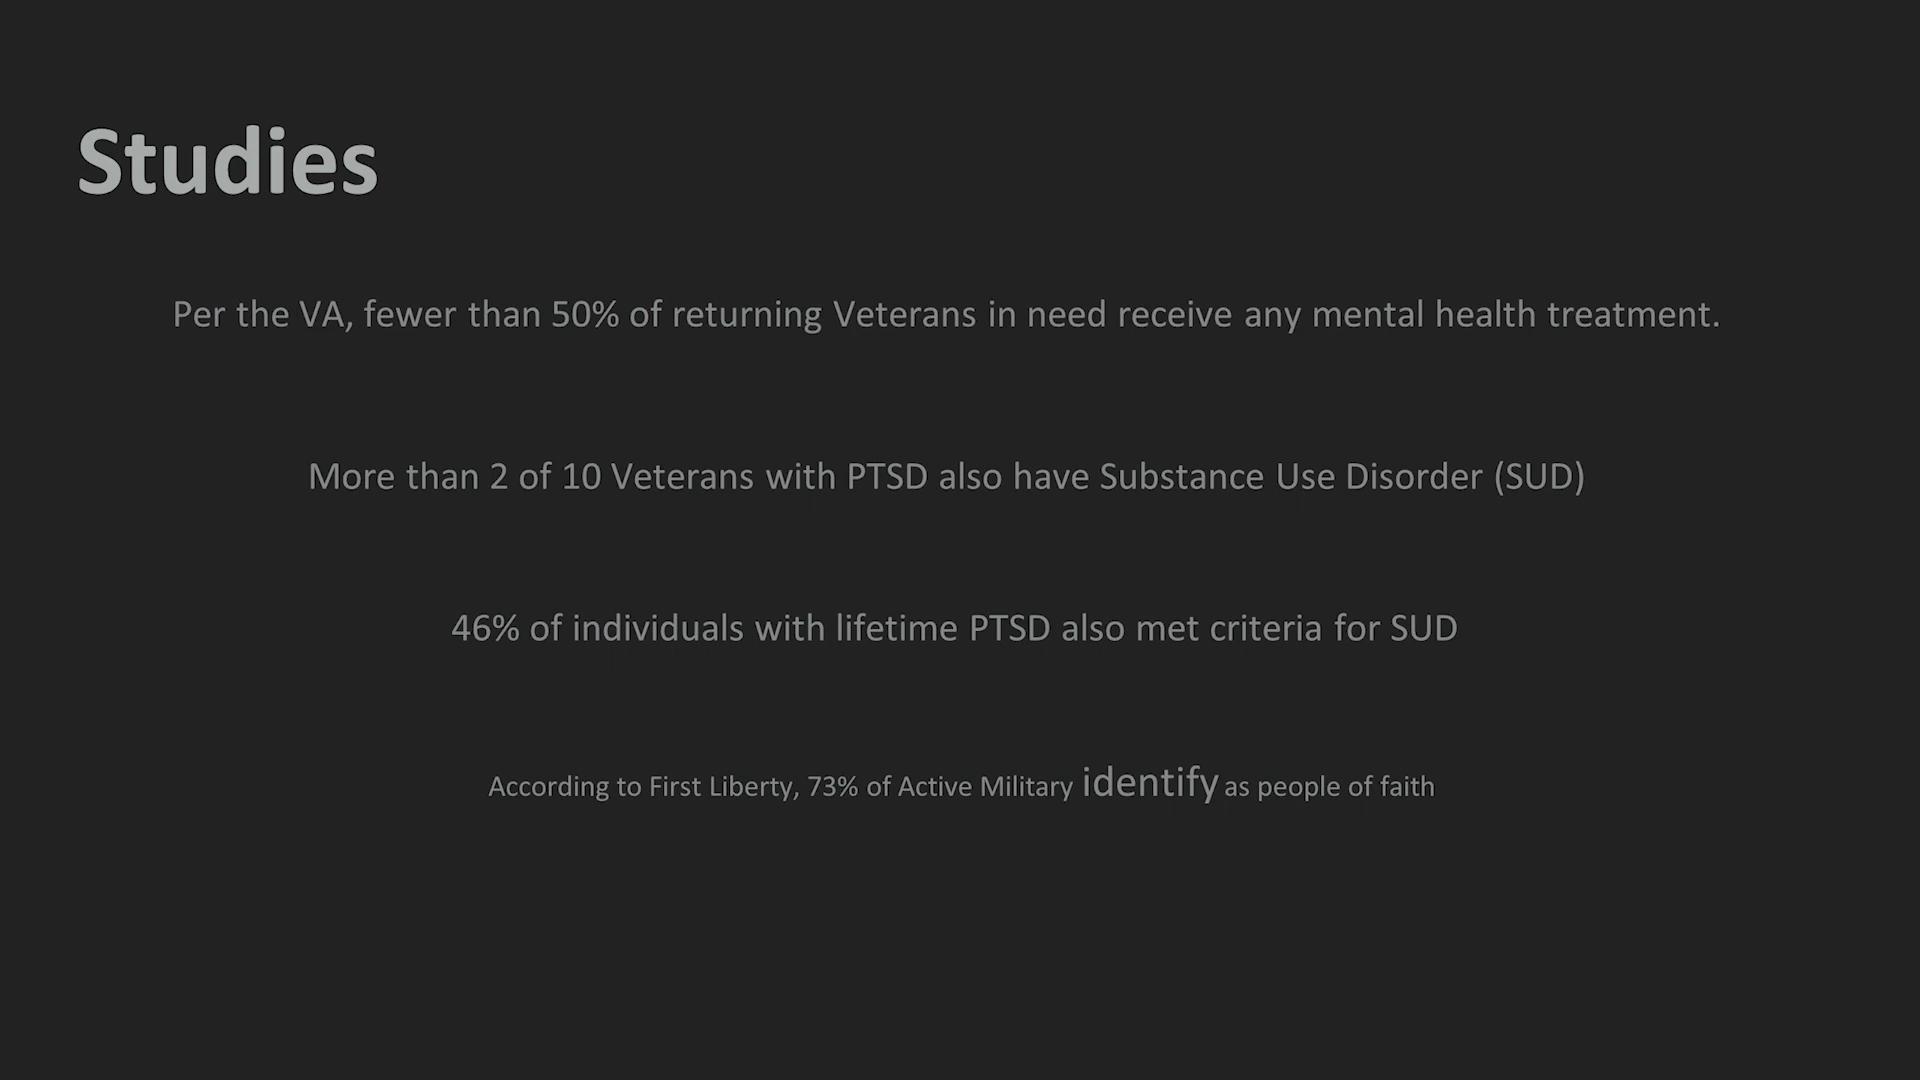 Studies
Per the VA, fewer than 50% of returning Veterans in need receive any mental health treatment.
More than 2 of 10 Veterans with PTSD also have Substance Use Disorder (SUD)
46% of individuals with lifetime PTSD also met criteria for SUD
According to First Liberty, 73% of Active Military identify as people of faith